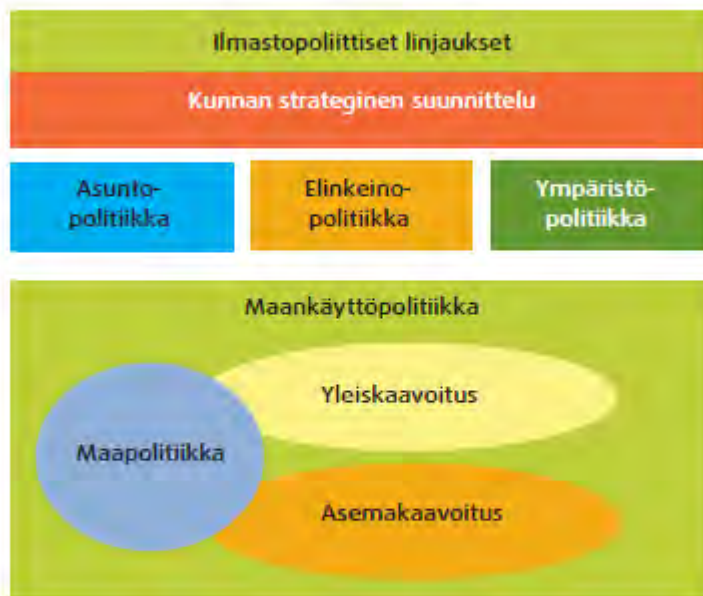 Ilmastopoliittiset linjaukset
Kunnan strateginen suunnittelu
Asunto-
politiikka
Elinkeino-
politiikka
Ympäristö-
politiikka
Maankäyttöpolitiikka
Yleiskaavoitus
Maapolitiikka
Asemakaavoitus